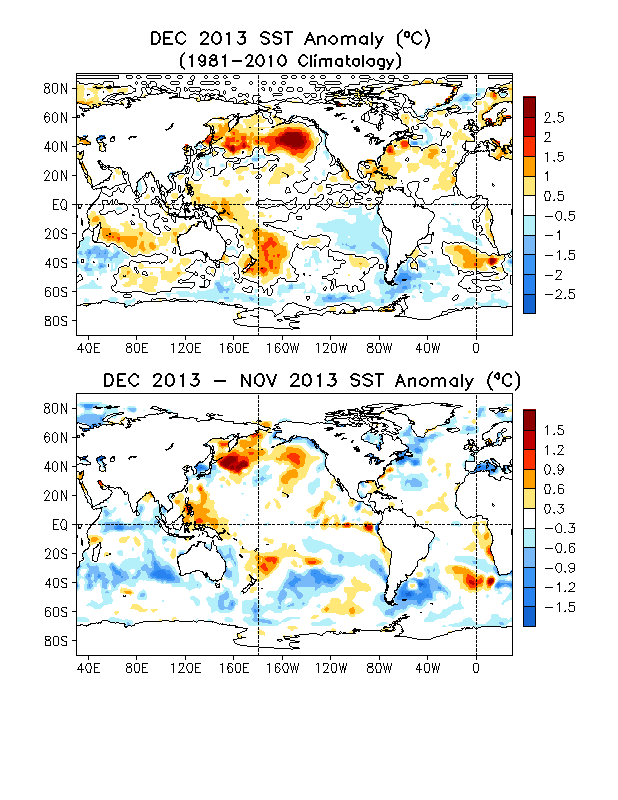 DEC 2013 SST Anomaly (°C)
(1981–2010 Climatology)
80N
60N
40N
20N
EQ
20S
40S
60S
80S
40E 80E 120E 160E 160W 120W 80W 40W 0
2.5
2
1.5
1
0.5
−0.5
−1
−1.5
−2
−2.5
DEC 2013 – NOV 2013 SST Anomaly (°C)
80N
60N
40N
20N
EQ
20S
40S
60S
80S
40E 80E 120E 160E 160W 120W 80W 40W 0
1.5
1.2
0.9
0.6
0.3
−0.3
−0.6
−0.9
−1.2
−1.5